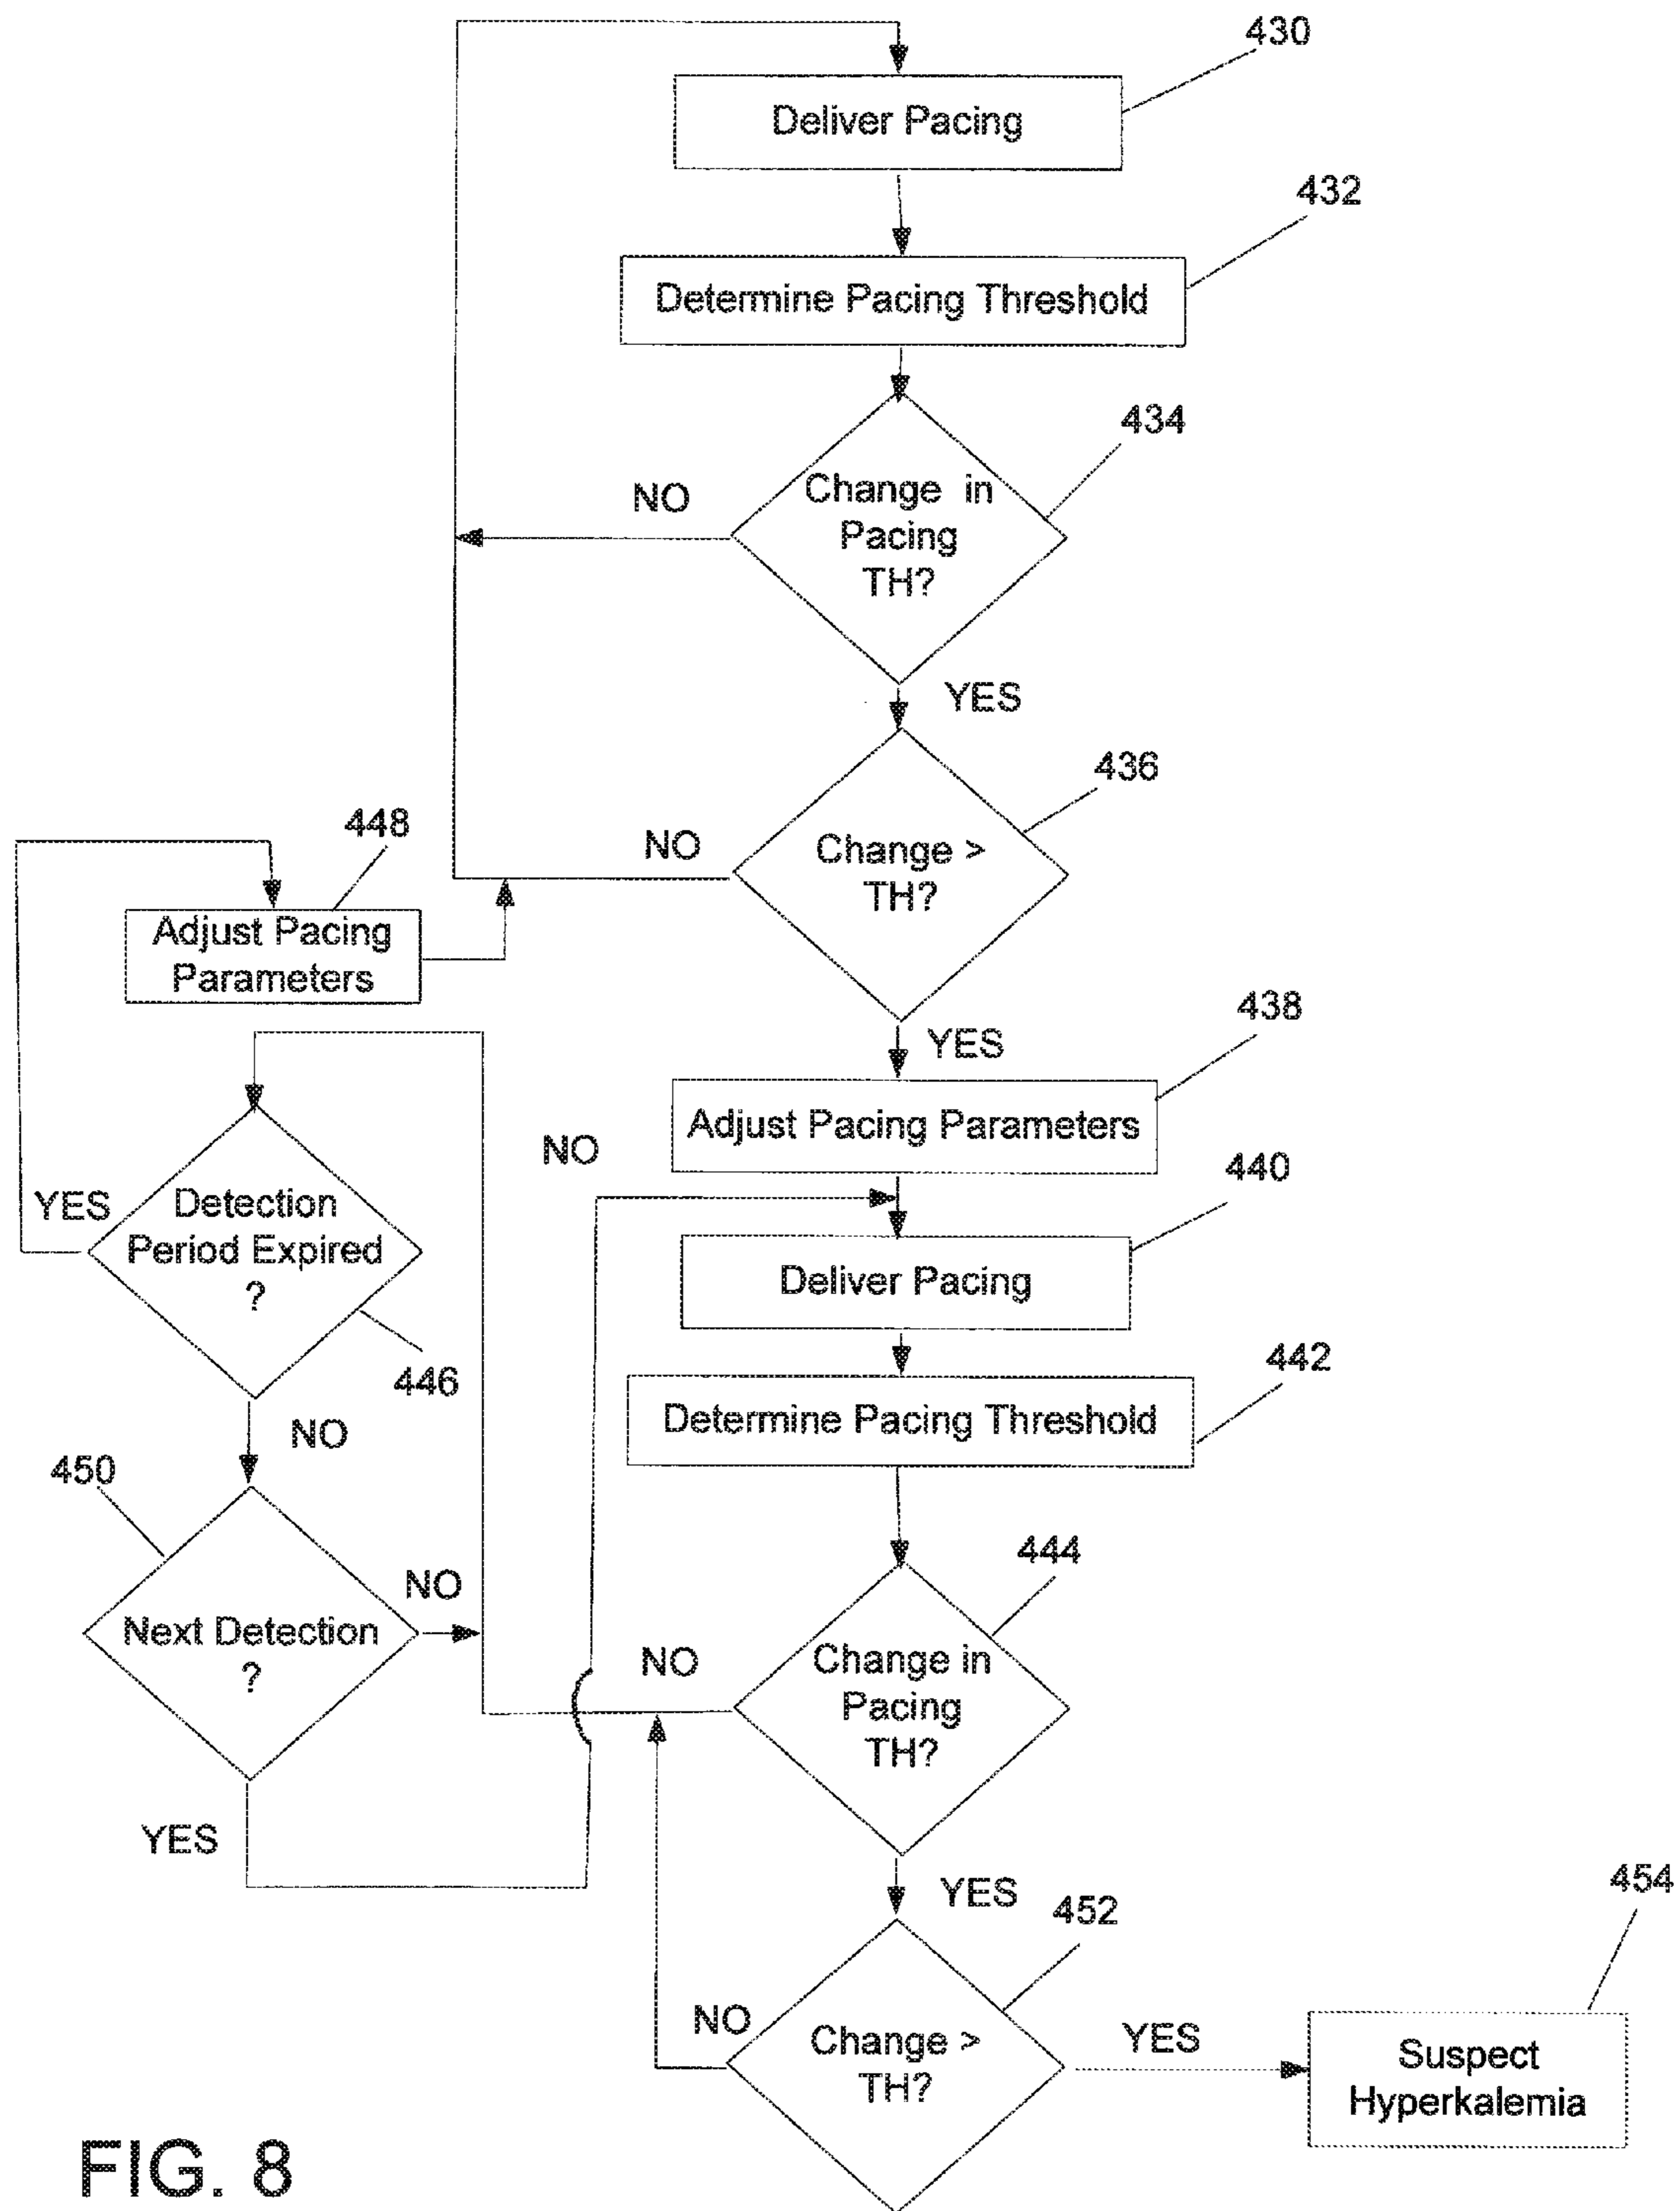 430
Deliver Pacing
432
Determine Pacing Threshold
434
Change in
Pacing
TH?
NO
YES
436
Change >
TH?
NO
448
Adjust Pacing
Parameters
YES
438
Adjust Pacing Parameters
NO
440
Deliver Pacing
YES
Detection
Period Expired
?
446
442
Determine Pacing Threshold
NO
450
Next Detection
?
NO
444
Change in
Pacing
TH?
NO
YES
YES
452
Change >
TH?
NO
YES
454
Suspect
Hyperkalemia
FIG. 8